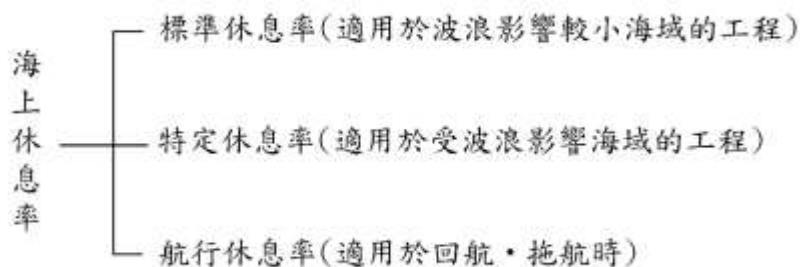 海上休息率
標準休息率(適用於波浪影響較小海域的工程)
特定休息率(適用於受波浪影響海域的工程)
航行休息率(適用於回航・拖航時)